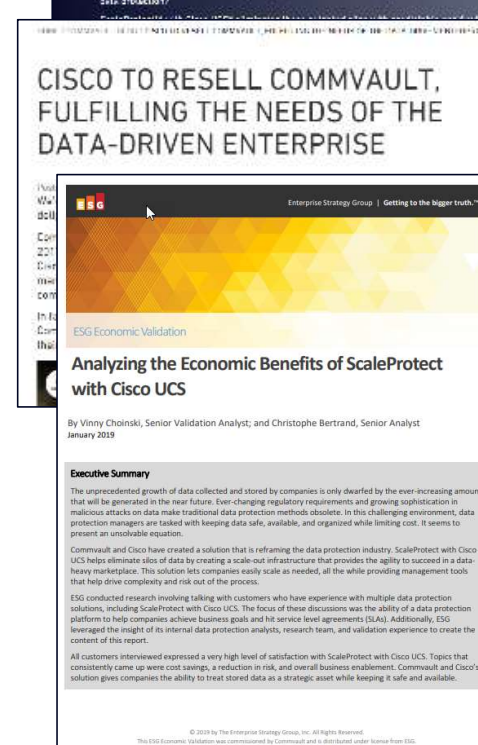 CISCO TO RESELL COMMVAULT,
FULFILLING THE NEEDS OF THE
DATA-DRIVEN ENTERPRISE
ESG
Enterprise Strategy Group | Getting to the bigger truth.™
ESG Economic Validation
Analyzing the Economic Benefits of ScaleProtect
with Cisco UCS
By Vinny Choinski, Senior Validation Analyst; and Christophe Bertrand, Senior Analyst
January 2019
Executive Summary
The unprecedented growth of data collected and stored by companies is only dwarfed by the ever-increasing amount
that will be generated in the near future. Ever-changing regulatory requirements and growing sophistication in
malicious attacks on data make traditional data protection methods obsolete. In this challenging environment, data
protection managers are tasked with keeping data safe, available, and organized while limiting cost. It seems to
present an unsolvable equation.
Commvault and Cisco have created a solution that is reframing the data protection industry. ScaleProtect with Cisco
UCS helps eliminate silos of data by creating a scale-out infrastructure that provides the agility to succeed in a data-
heavy marketplace. This solution lets companies easily scale as needed, all the while providing management tools
that help drive complexity and risk out of the process.
ESG conducted research involving talking with customers who have experience with multiple data protection
solutions, including ScaleProtect with Cisco UCS. The focus of these discussions was the ability of a data protection
platform to help companies achieve business goals and hit service level agreements (SLAs). Additionally, ESG
leveraged the insight of its internal data protection analysts, research team, and validation experience to create the
content of this report.
All customers interviewed expressed a very high level of satisfaction with ScaleProtect with Cisco UCS. Topics that
consistently came up were cost savings, a reduction in risk, and overall business enablement. Commvault and Cisco's
solution gives companies the ability to treat stored data as a strategic asset while keeping it safe and available.
© 2019 by The Enterprise Strategy Group, Inc. All Rights Reserved.
This ESG Economic Validation was commissioned by Commvault and is distributed under license from ESG.